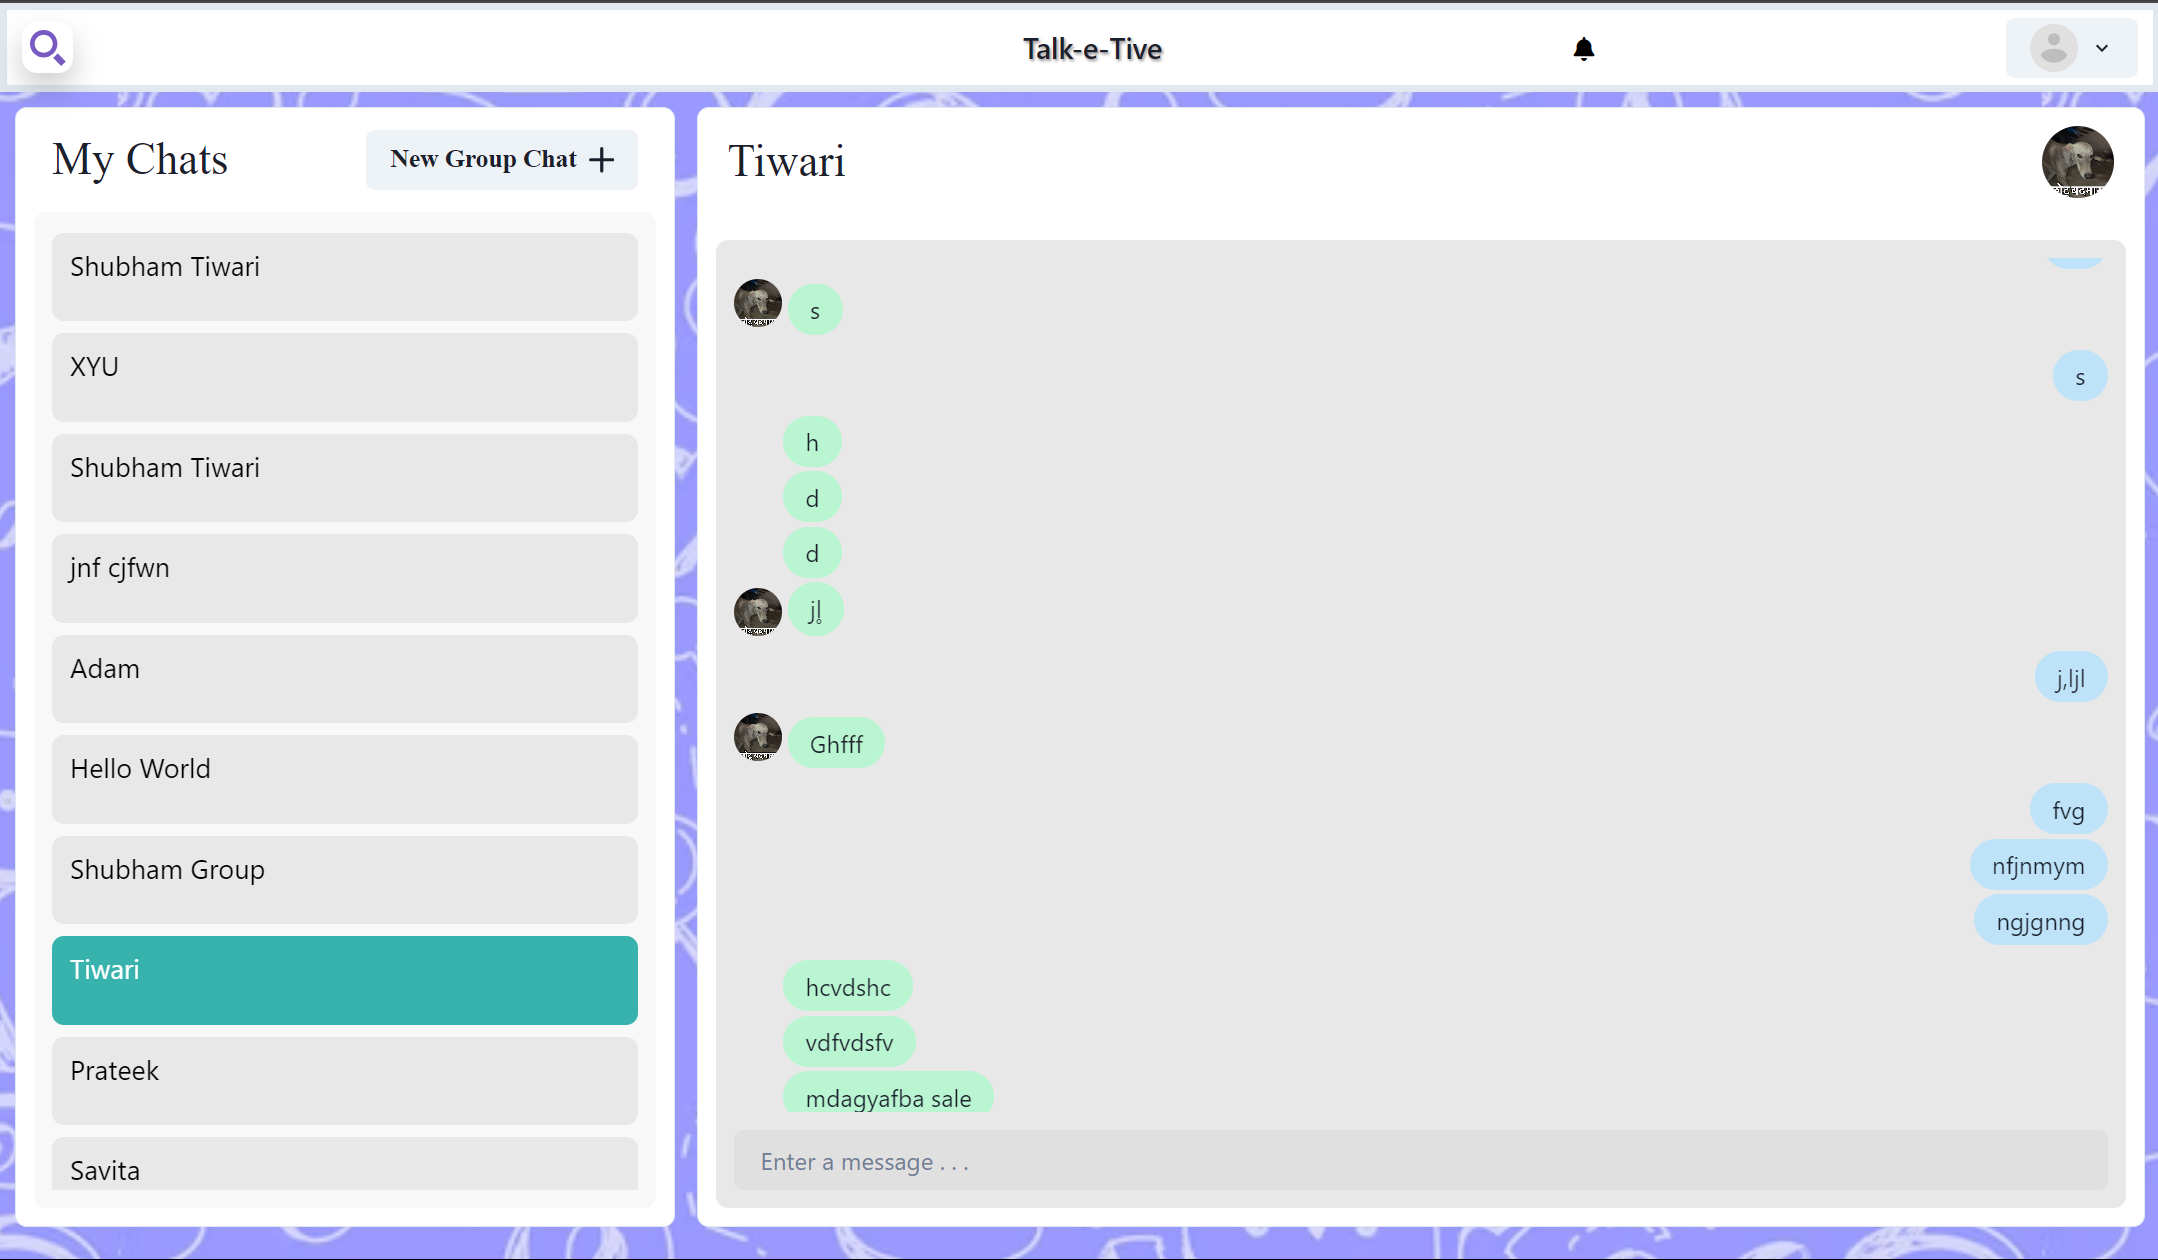 Talk-e-Tive
My Chats
New Group Chat
Shubham Tiwari
XYU
Shubham Tiwari
jnf cjfwn
Adam
Hello World
Shubham Group
Tiwari
Prateek
Savita
Tiwari
s
s
h
d
d
j,ljl
Ghfff
fvg
nfjnmym
ngjgnng
hcvdshc
vdfvdsfv
mdagyafba sale
Enter a message . . .